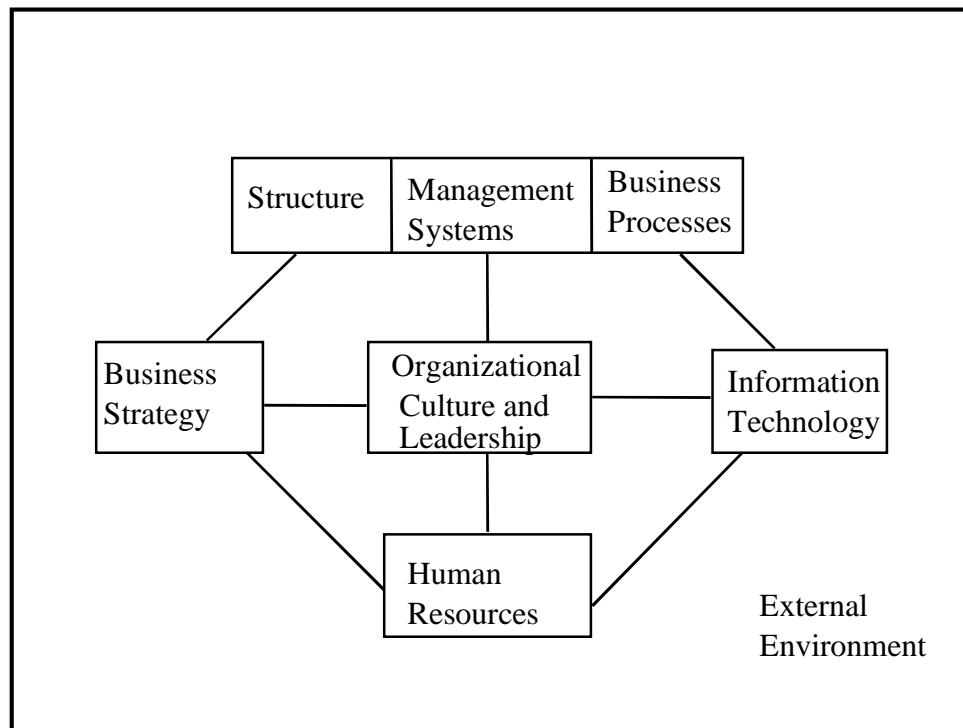 Structure
Management
Systems
Business
Processes
Business
Strategy
Organizational
Culture and
Leadership
Information
Technology
Human
Resources
External
Environment